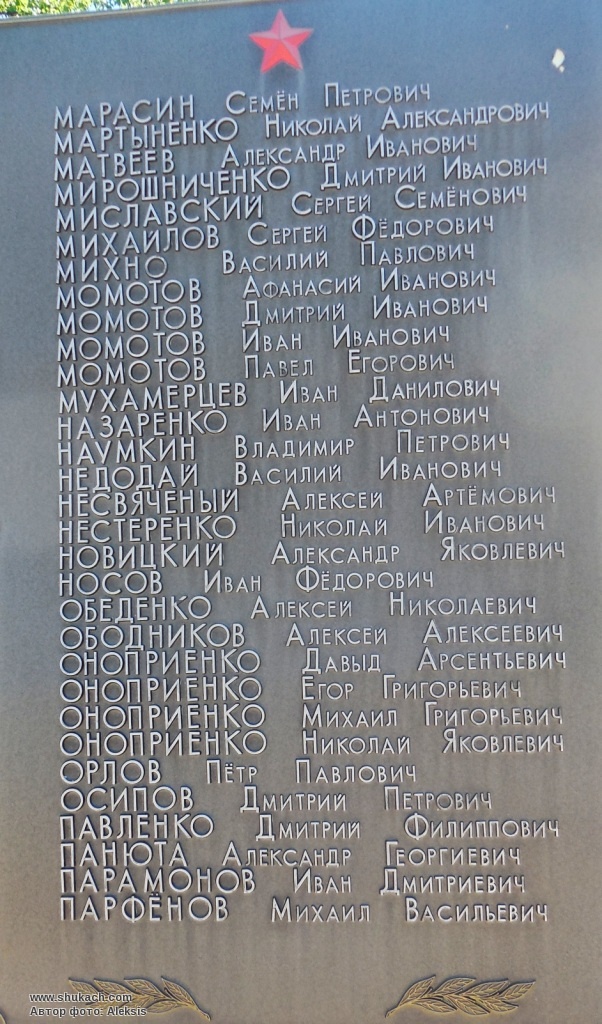 МАРАСИН Семён Петрович
МАРТЫНЕНКО Николай Александрович
МАТВЕЕВ Александр Иванович
МИРОШНИЧЕНКО Дмитрий Иванович
МИСЛАВСКИЙ Сергей Семёнович
МИХАЙЛОВ Сергей Фёдорович
МИХНО Василий Павлович
МОМОТОВ Афанасий Иванович
МОМОТОВ Дмитрий Иванович
МОМОТОВ Иван Иванович
МОМОТОВ Павел Егорович
МУХАМЕРЦЕВ Иван Данилович
НАЗАРЕНКО Иван Антонович
НАУМКИН Владимир Петрович
НЕДОДАЙ Василий Иванович
НЕСВЯЧЕНЫЙ Алексей Артёмович
НЕСТЕРЕНКО Николай Иванович
НОВИЦКИЙ Александр Яковлевич
НОСОВ Иван Фёдорович
ОБЕДЕНКО Алексей Николаевич
ОБОДНИКОВ Алексей Алексеевич
ОНОПРИЕНКО Давыд Арсентьевич
ОНОПРИЕНКО Егор Григорьевич
ОНОПРИЕНКО Михаил Григорьевич
ОНОПРИЕНКО Николай Яковлевич
ОРЛОВ Пётр Павлович
ОСИПОВ Дмитрий Петрович
ПАВЛЕНКО Дмитрий Филиппович
ПАНЮТА Александр Георгиевич
ПАРАМОНОВ Иван Дмитриевич
ПАРФЁНОВ Михаил Васильевич
www.shukach.com
Автор фото: Aleksis